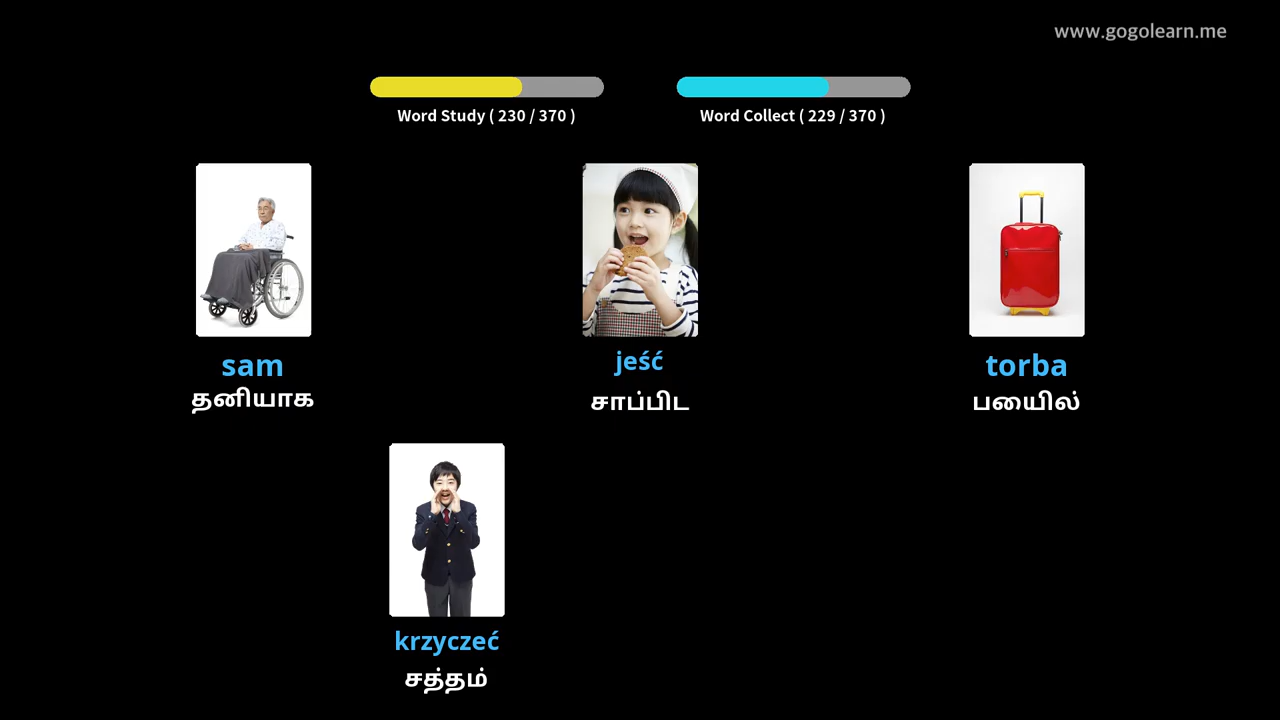 www.gogolearn.me
Word Study ( 230 / 370 )
Word Collect ( 229 / 370 )
sam
தனியாக
jeść
சாப்பிட
torba
பையில்
krzyczeć
சத்தம்